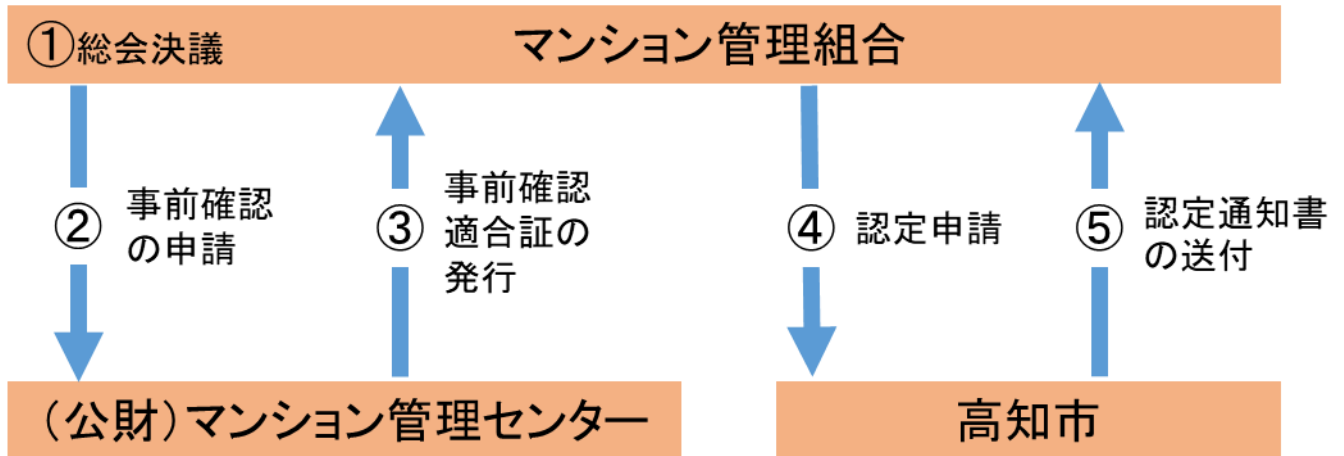 ①総会決議
マンション管理組合
②
事前確認
の申請
③
事前確認
適合証の
発行
④
認定申請
⑤
認定通知書
の送付
（公財）マンション管理センター
高知市